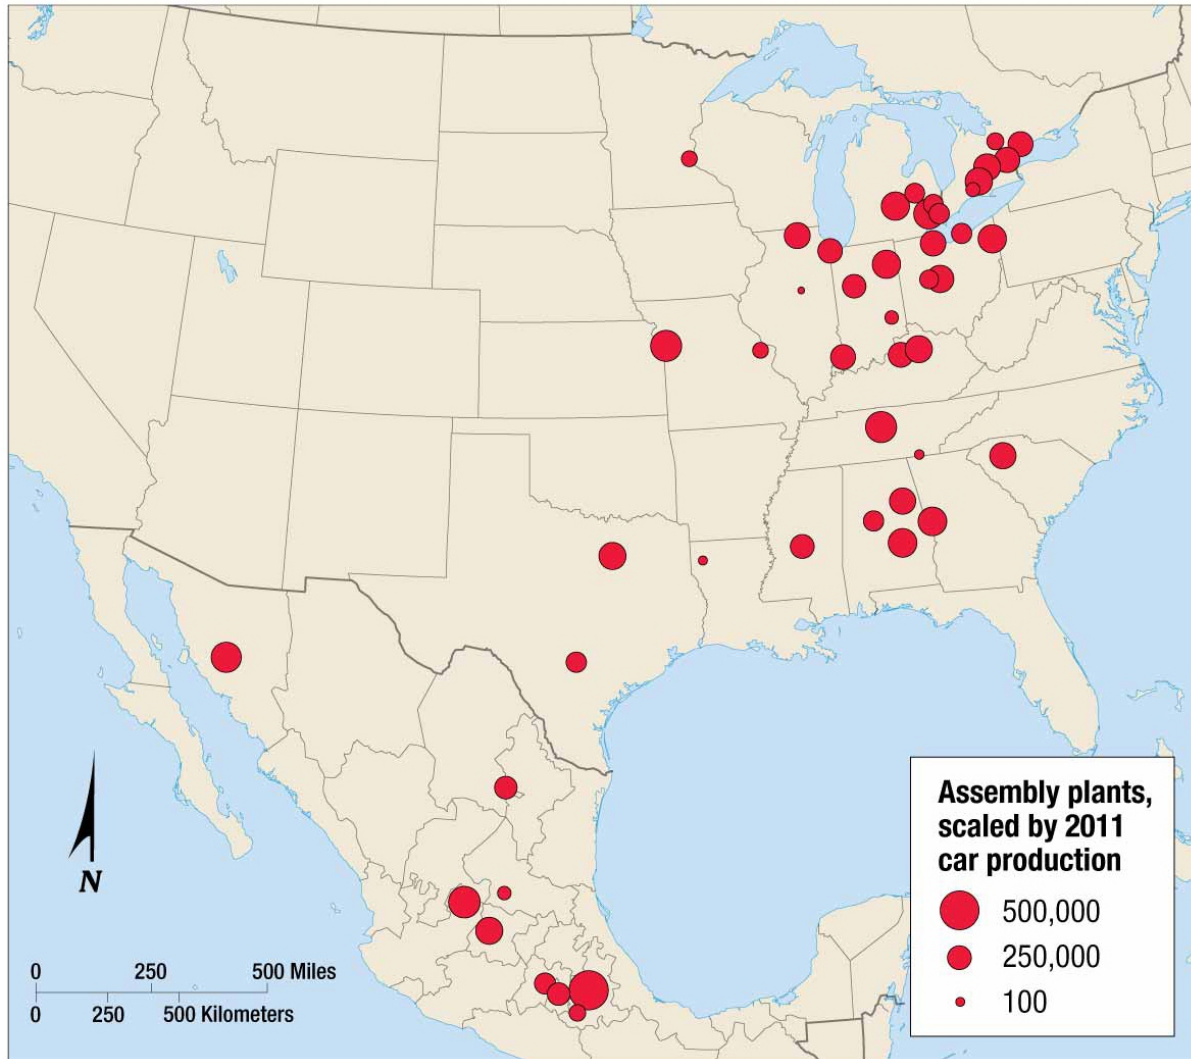 Assembly plants,
scaled by 2011
car production
500,000
250,000
100
N
0 250 500 Miles
0 250 500 Kilometers